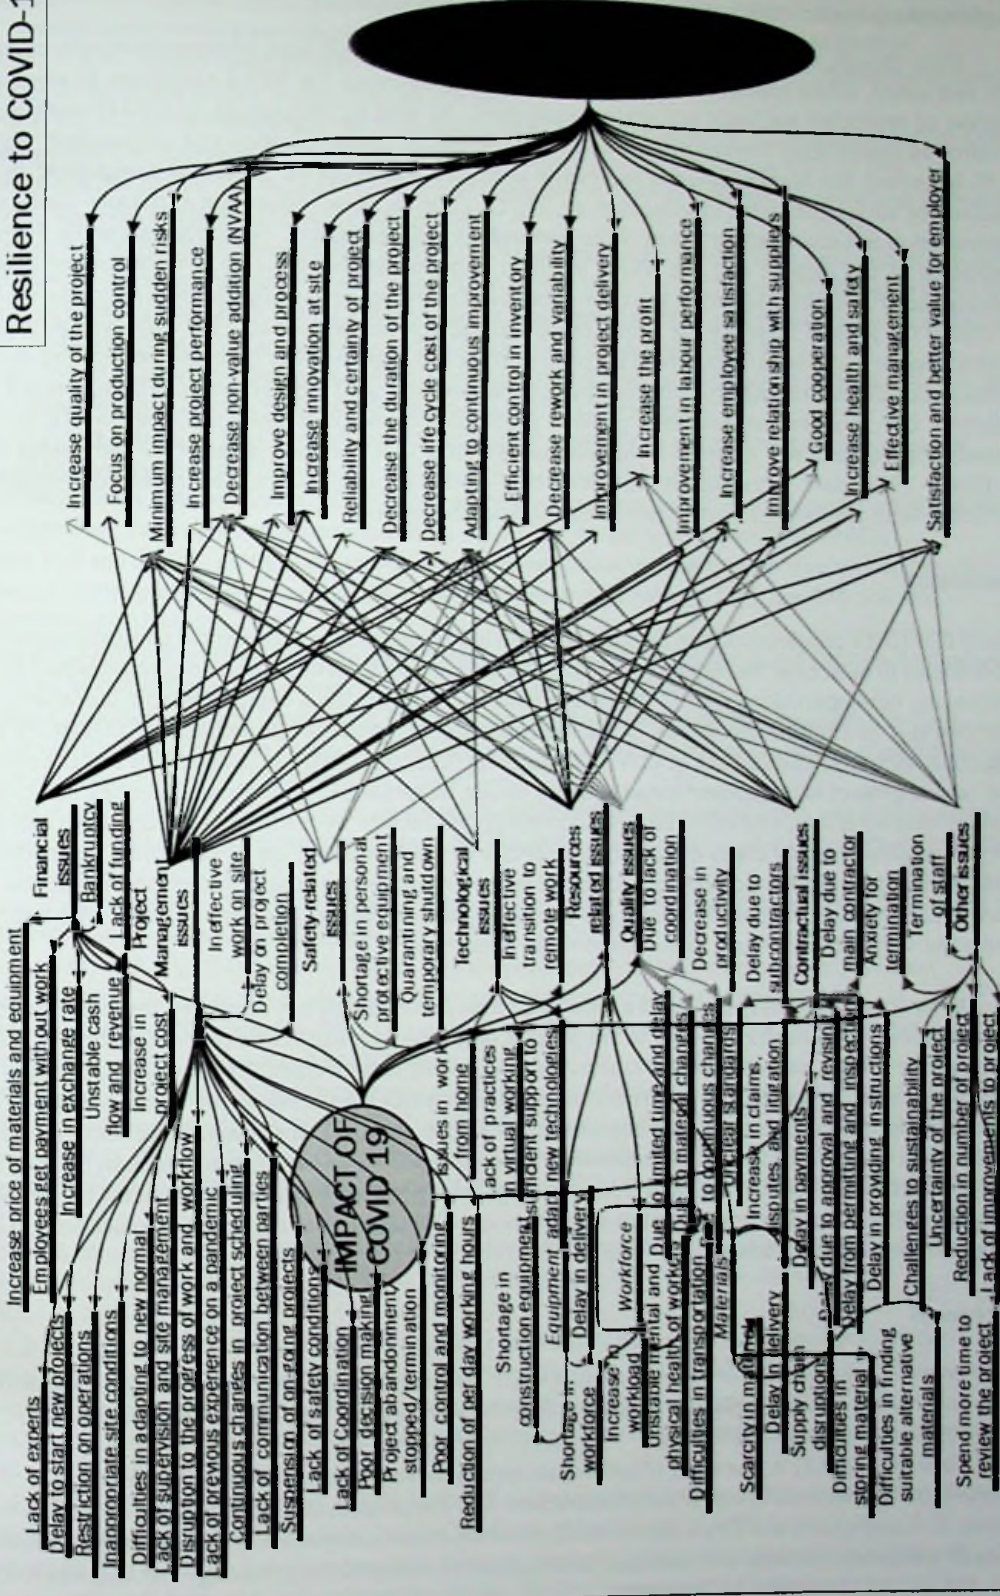 Resilience to COVID-1
Increase quality of the project
Focus on production control
Minimum impact during sudden risks
Increase project performance
Decrease non-value addition (NVAA)
Improve design and process
Increase innovation at site
Reliability and certainty of project
Decrease the duration of the project
Decrease life cycle cost of the project
Adapting to continuous improvement
Efficient control in inventory
Decrease rework and variability
Improvement in project delivery
Increase the profit
Improvement in labour performance
Increase employee satisfaction
Improve relationship with suppliers
Good cooperation
Increase health and safety
Effective management
Satisfaction and better value for employer
Financial
issues
Bankruptcy
Lack of funding
Project
Management
issues
Ineffective
work on site
Delay on project
completion
Safety-related
issues
Shortage in personal
protective equipment
Quarantining and
temporary shutdown
Technological
issues
Ineffective
transition to
remote work
Resources
related issues
Quality issues
Due to lack of
coordination
Decrease in
productivity
Delay due to
subcontractors
Contractual issues
Delay due to
main contractor
Anxiety for
termination
Termination
of staff
Other issues
Increase price of materials and equipment
Employees get payment without work
Increase in exchange rate
Unstable cash
flow and revenue
Increase in
project cost
IMPACT OF
COVID 19
Issues in work
from home
Lack of practices
in virtual working
sufficient support to
adapt new technologies
Due to limited time and delay
Due to material changes
to continuous changes
Unclear standards
Increase in claims,
disputes, and litigation
Delay in payments
due to approval and revising
Delay from permitting and inspection
Delay in providing instructions
Challenges to sustainability
Uncertainty of the project
Reduction in number of project
Lack of improvements to project
Lack of experts
Delay to start new projects
Restriction on operations
Inappropriate site conditions
Difficulties in adapting to new normal
Lack of supervision and site management
Disruption to the progress of work and workflow
Lack of previous experience on a pandemic
Continuous changes in project scheduling
Lack of communication between parties
Suspension of on-going projects
Lack of safety conditions
Lack of Coordination
Poor decision making
Project abandonment/
stopped/termination
Poor control and monitoring
Reduction of per day working hours
Shortage in
construction equipment
Equipment
Delay in delivery
Shortage in
workforce
Workforce
Increase in
workload
Unstable mental and
physical health of workers
Difficulties in transportation
Materials
Scarcity in material
Delay in delivery
Supply chain
disruptions
Difficulties in
storing material
Difficulties in finding
suitable alternative
materials
Spend more time to
review the project